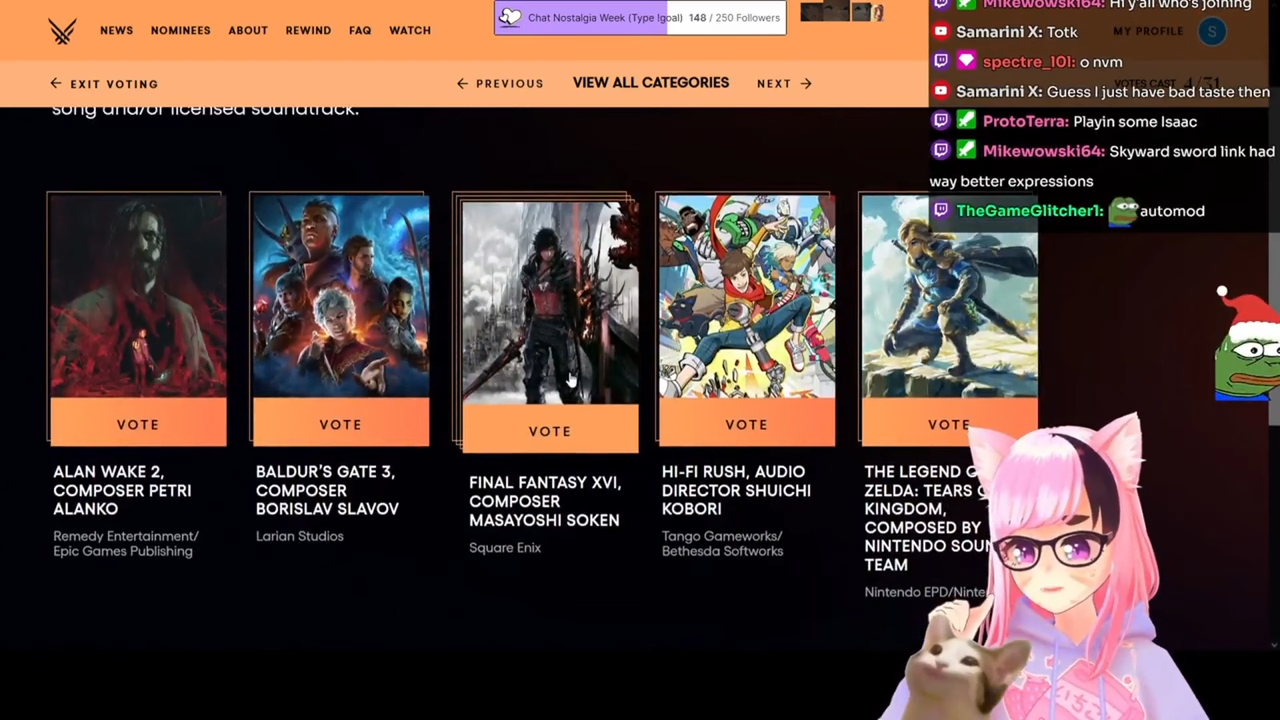 NEWS NOMINEES ABOUT REWIND FAQ WATCH
Chat Nostalgia Week (Type !goal) 148 / 250 Followers
MY PROFILE S
EXIT VOTING
PREVIOUS VIEW ALL CATEGORIES NEXT
VOTES CAST 4/31
song and/or licensed soundtrack.
Mikewowski64: Hi y'all who's joining
Samarini X: Totk
spectre_10l: o nvm
Samarini X: Guess I just have bad taste then
ProtoTerra: Playin some Isaac
Mikewowski64: Skyward sword link had
way better expressions
TheGameGlitcher1: automod
VOTE
ALAN WAKE 2,
COMPOSER PETRI
ALANKO
Remedy Entertainment/
Epic Games Publishing
VOTE
BALDUR'S GATE 3,
COMPOSER
BORISLAV SLAVOV
Larian Studios
VOTE
FINAL FANTASY XVI,
COMPOSER
MASAYOSHI SOKEN
Square Enix
VOTE
HI-FI RUSH, AUDIO
DIRECTOR SHUICHI
KOBORI
Tango Gameworks/
Bethesda Softworks
VOTE
THE LEGEND
ZELDA: TEARS
KINGDOM,
COMPOSED BY
NINTENDO SOUN
TEAM
Nintendo EPD/Ninte